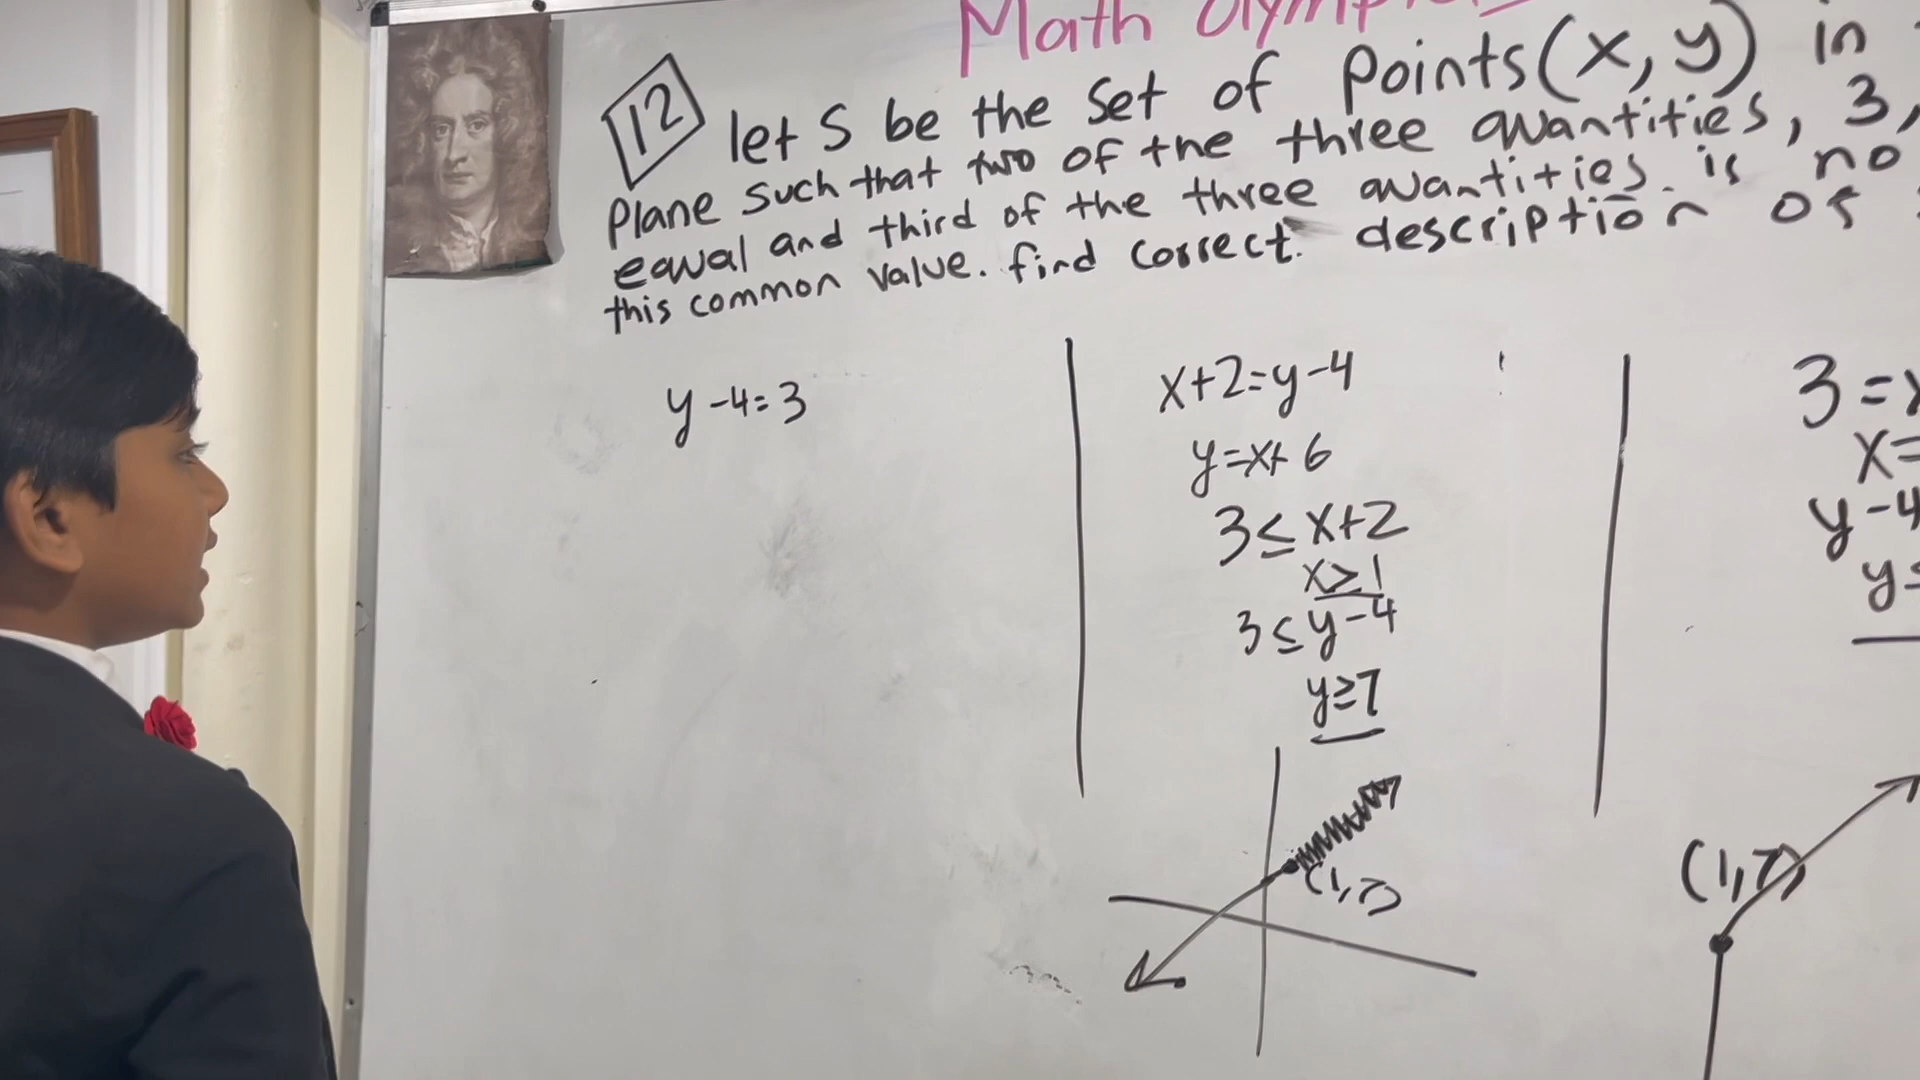 Math Olympi
12 let S be the set of points (x, y) in
plane such that two of the three quantities, 3,
equal and third of the three quantities is no
this common value. find correct. description of
y-4=3
x+2=y-4
y=x+6
3≤x+2
x≥1
3≤y-4
y≥7
(1,7)
3=x
x=
y-4
y≤
(1,7)